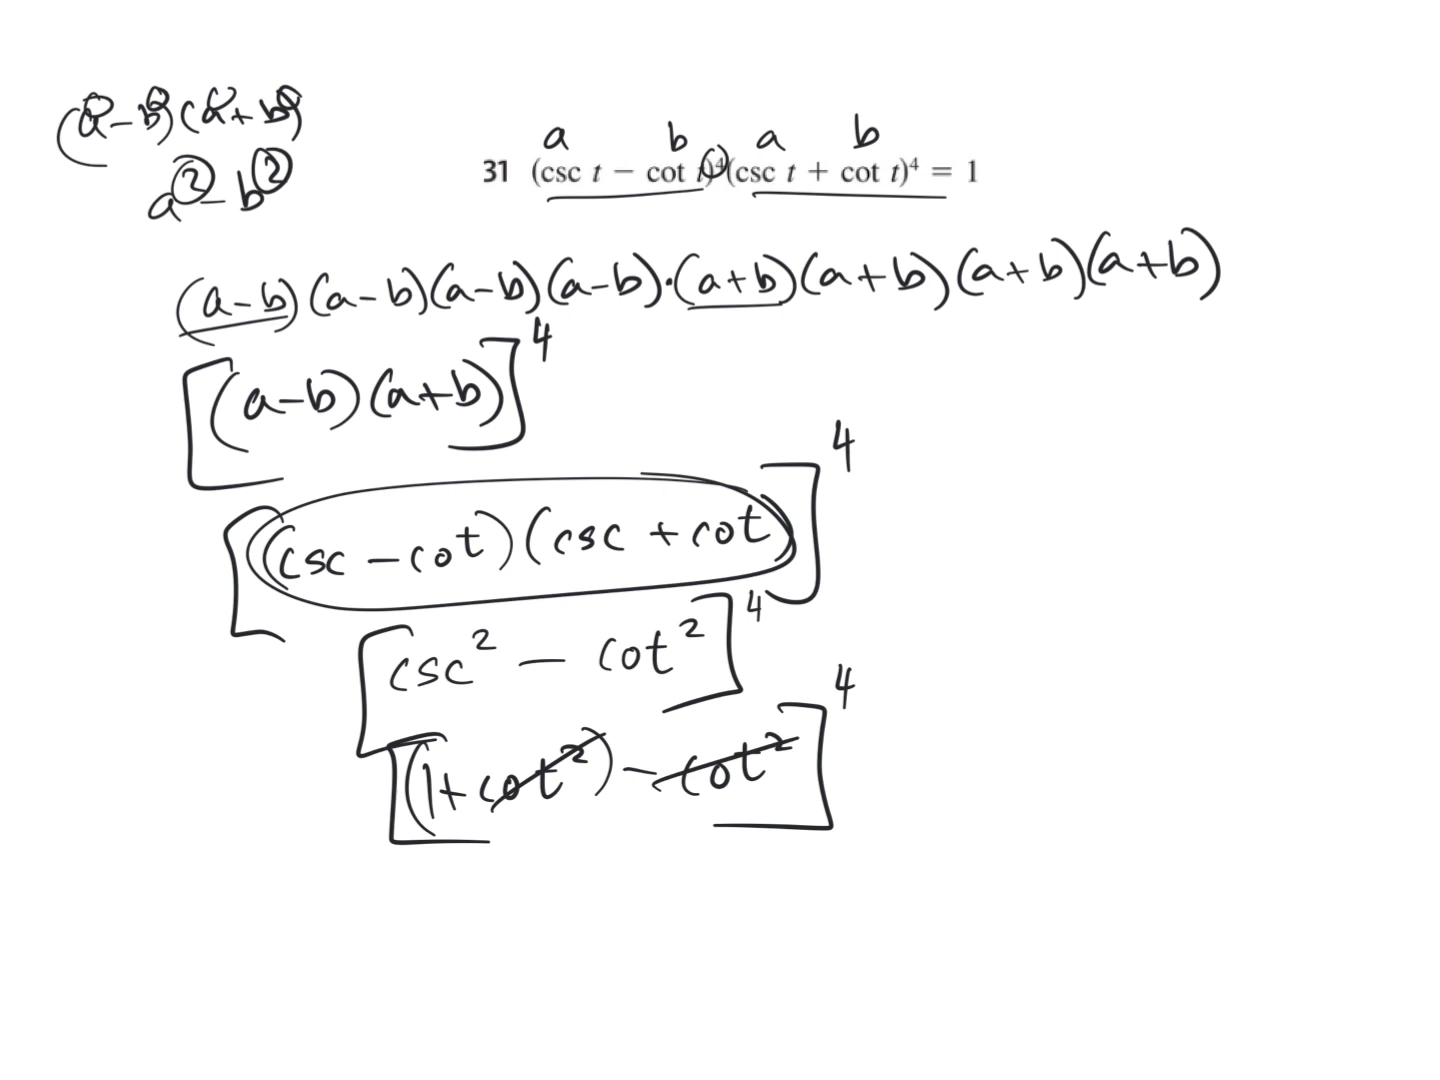 (a-b)(a+b)
a² - b²
a b a b
31 (csc t − cot t)⁴(csc t + cot t)⁴ = 1
(a-b)(a-b)(a-b)(a-b)·(a+b)(a+b)(a+b)(a+b)
[(a-b)(a+b)]⁴
[(csc - cot)(csc + cot)]⁴
[csc² - cot²]⁴
[(1+cot²) - cot²]⁴